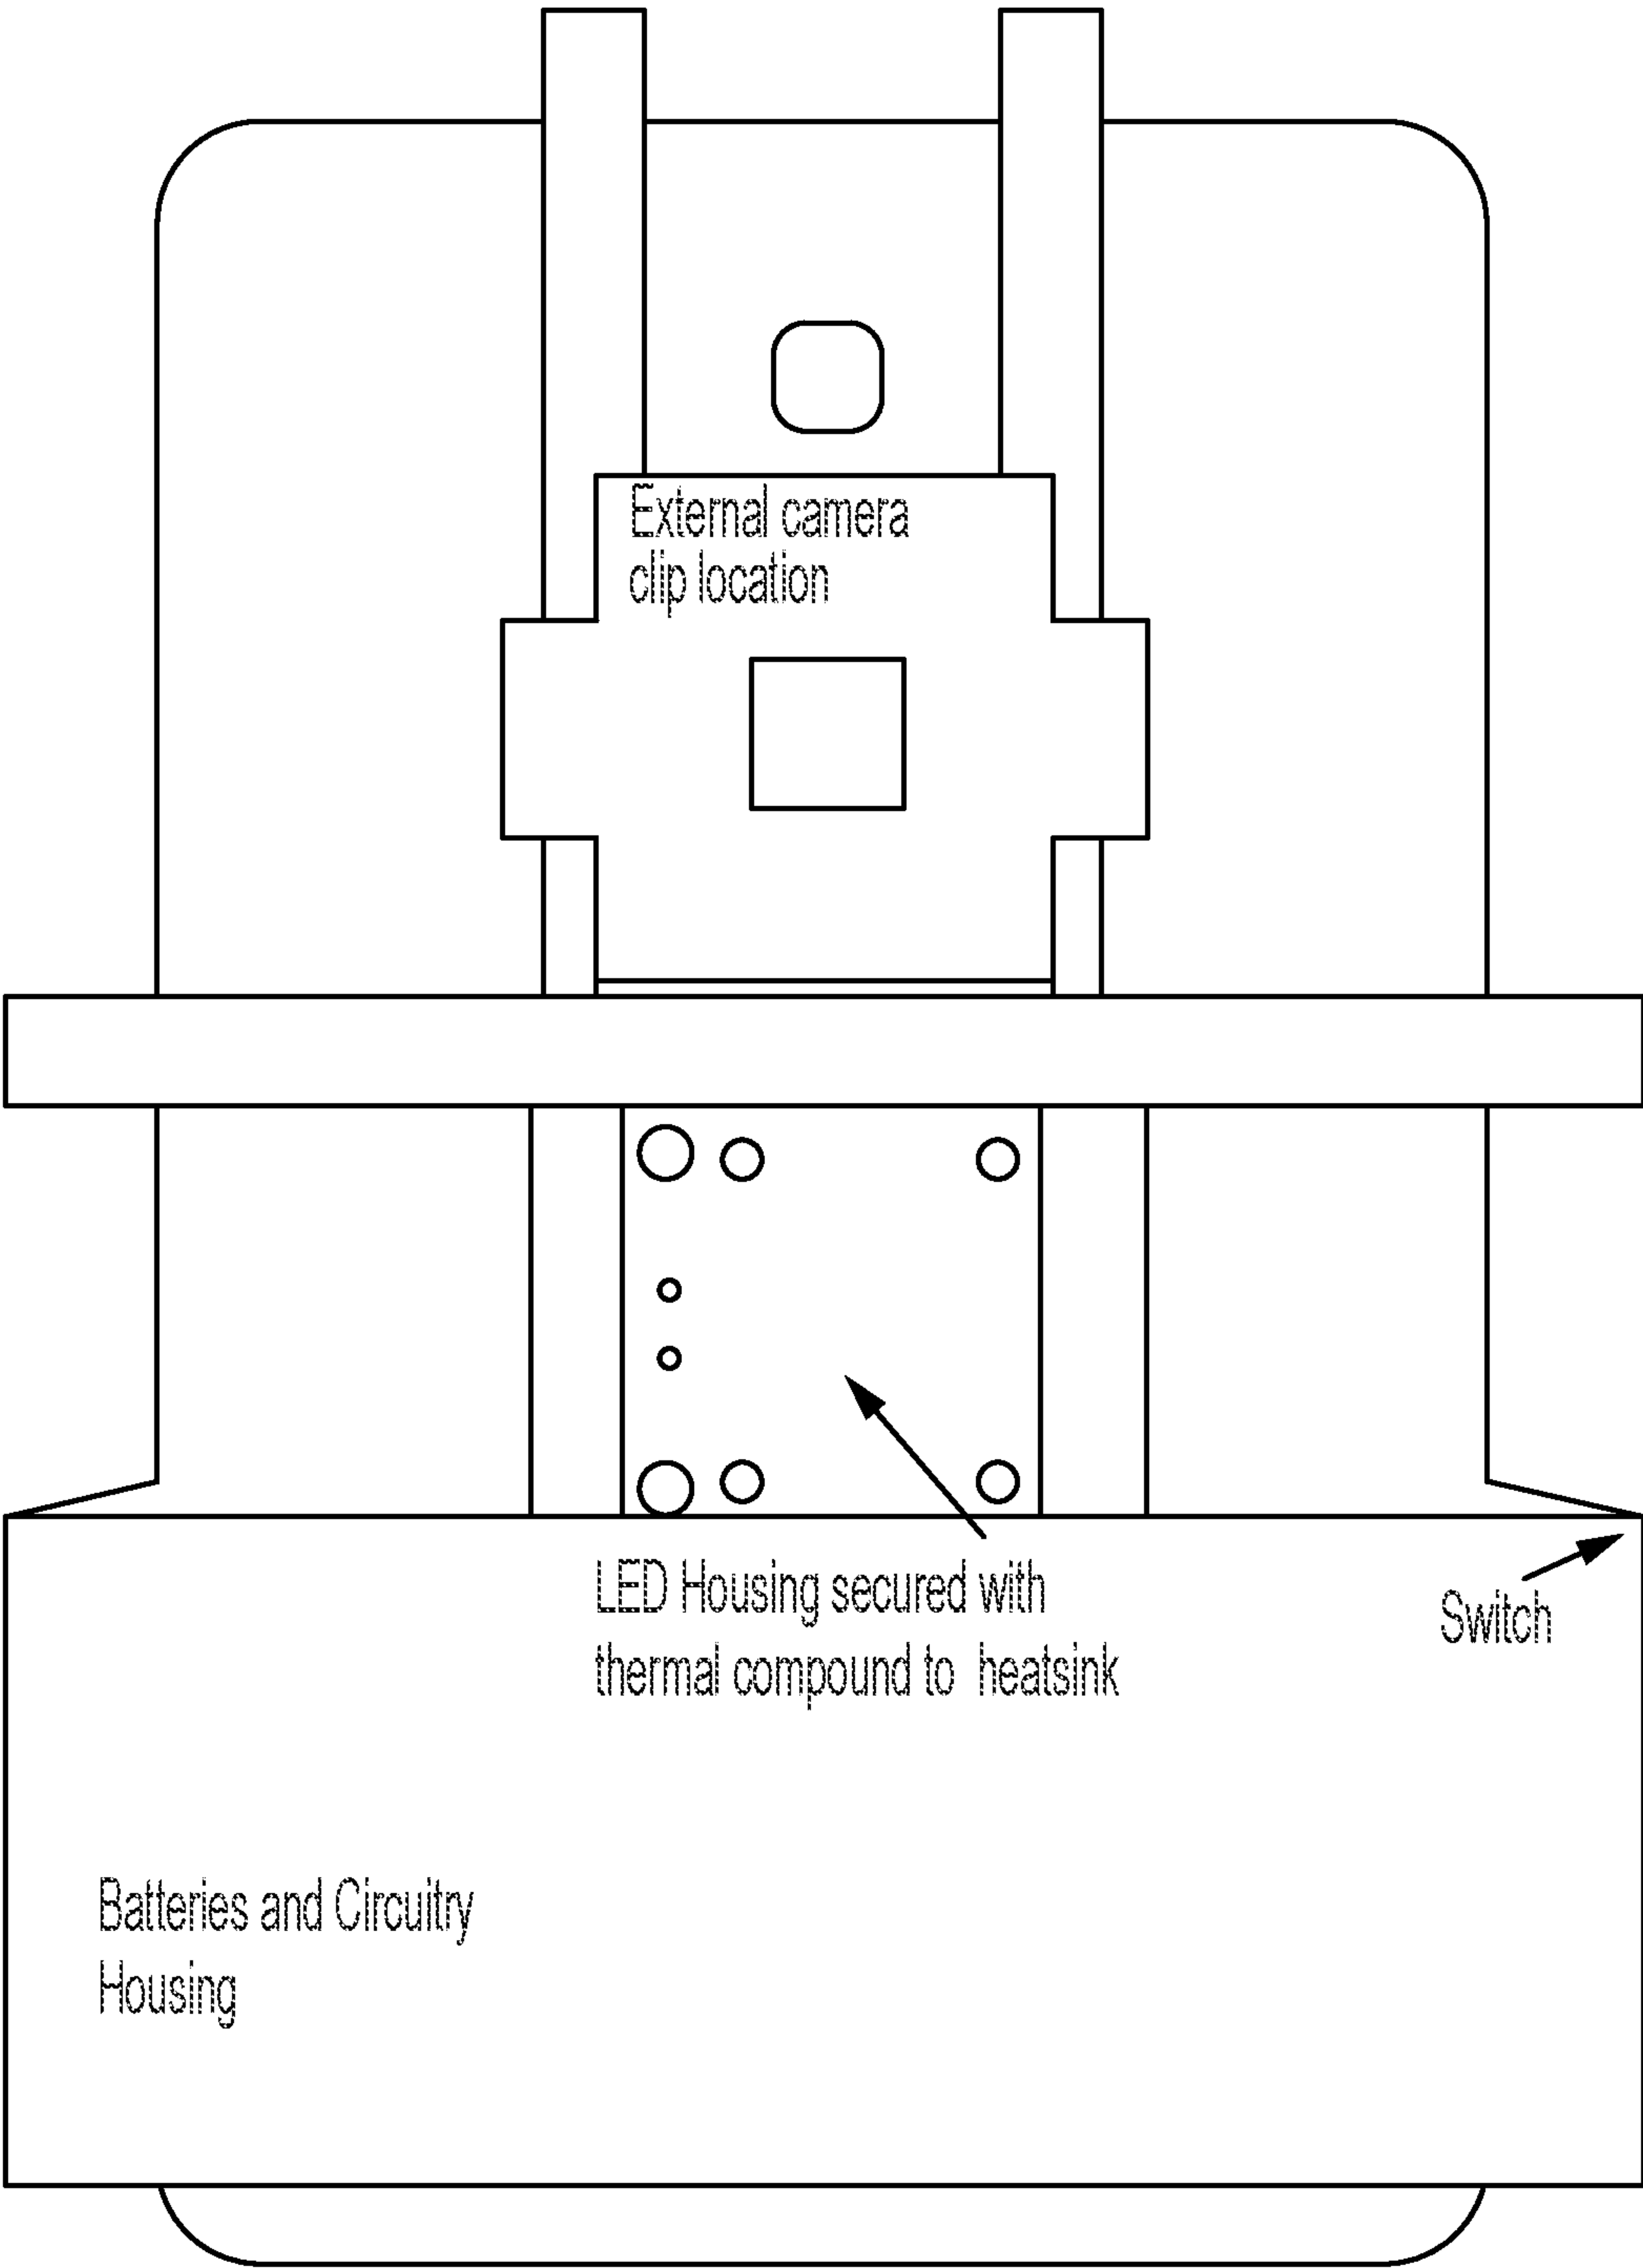 External camera
clip location
LED Housing secured with
thermal compound to heatsink
Switch
Batteries and Circuitry
Housing